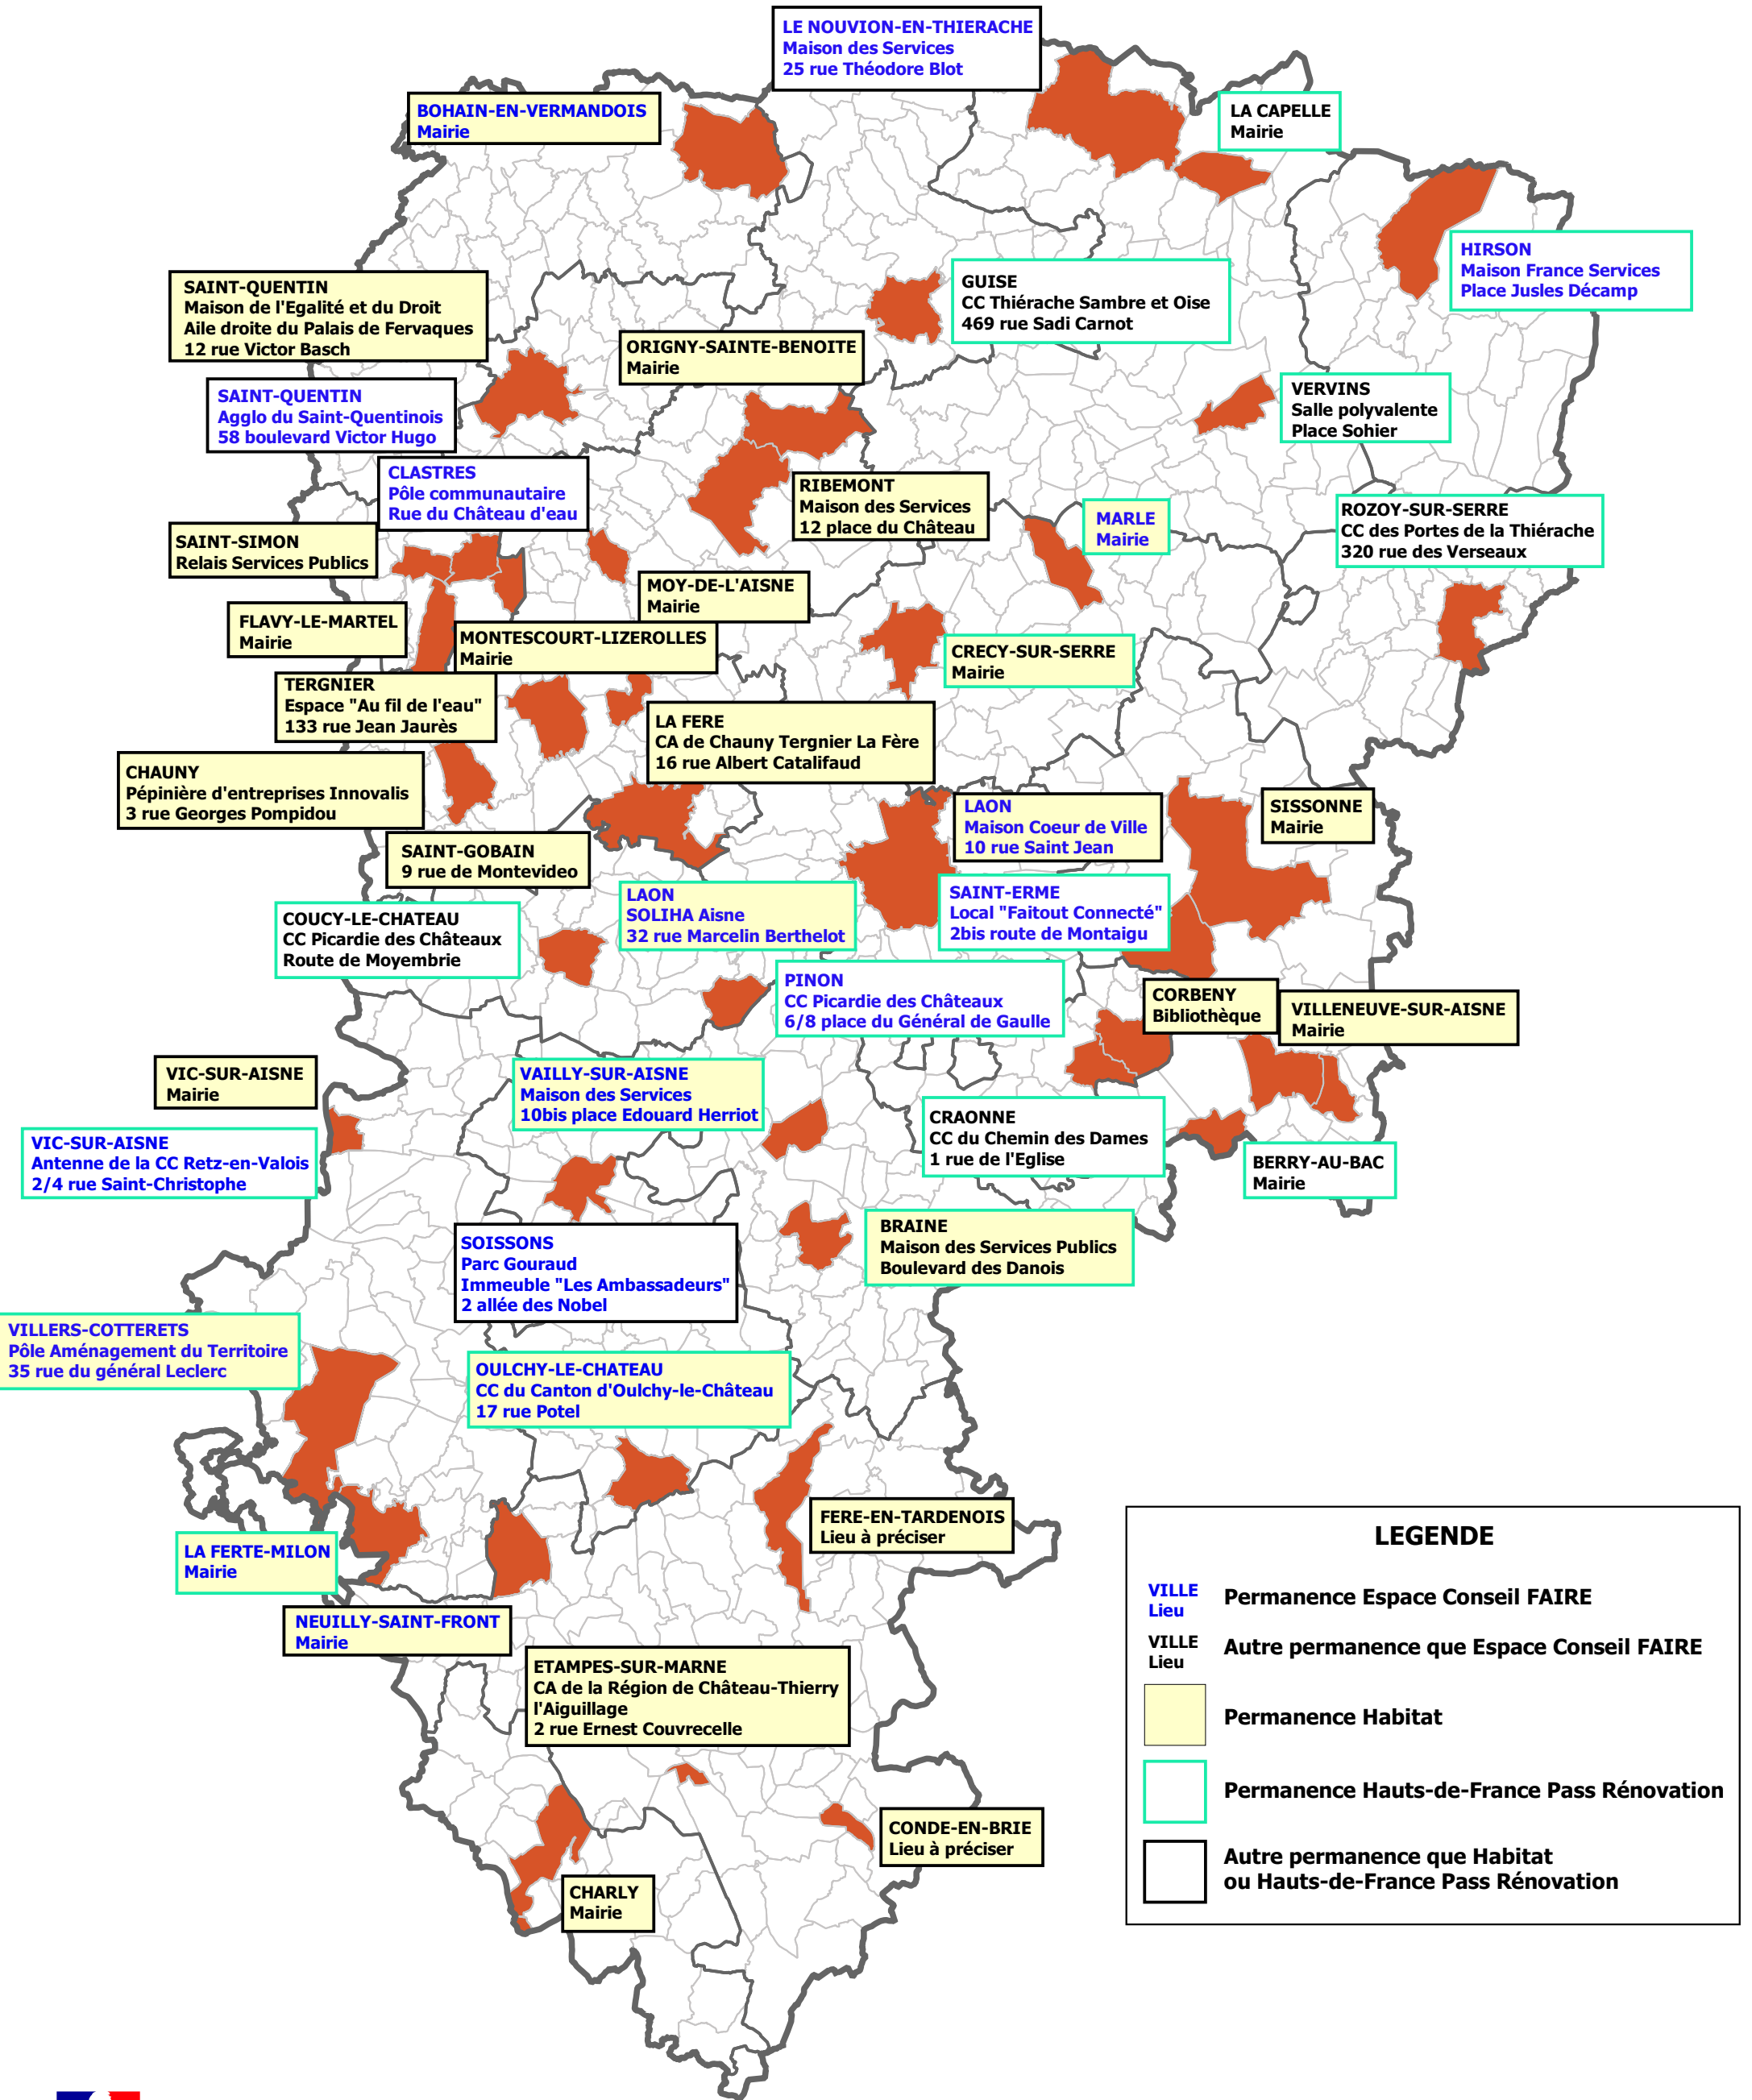 LE NOUVION-EN-THIERACHE
Maison des Services
25 rue Théodore Blot
BOHAIN-EN-VERMANDOIS
Mairie
LA CAPELLE
Mairie
HIRSON
Maison France Services
Place Jusles Décamp
SAINT-QUENTIN
Maison de l'Egalité et du Droit
Aile droite du Palais de Fervaques
12 rue Victor Basch
GUISE
CC Thiérache Sambre et Oise
469 rue Sadi Carnot
ORIGNY-SAINTE-BENOITE
Mairie
SAINT-QUENTIN
Agglo du Saint-Quentinois
58 boulevard Victor Hugo
VERVINS
Salle polyvalente
Place Sohier
CLASTRES
Pôle communautaire
Rue du Château d'eau
RIBEMONT
Maison des Services
12 place du Château
MARLE
Mairie
ROZOY-SUR-SERRE
CC des Portes de la Thiérache
320 rue des Verseaux
SAINT-SIMON
Relais Services Publics
MOY-DE-L'AISNE
Mairie
FLAVY-LE-MARTEL
Mairie
MONTESCOURT-LIZEROLLES
Mairie
CRECY-SUR-SERRE
Mairie
TERGNIER
Espace "Au fil de l'eau"
133 rue Jean Jaurès
LA FERE
CA de Chauny Tergnier La Fère
16 rue Albert Catalifaud
CHAUNY
Pépinière d'entreprises Innovalis
3 rue Georges Pompidou
LAON
Maison Coeur de Ville
10 rue Saint Jean
SISSONNE
Mairie
SAINT-GOBAIN
9 rue de Montevideo
LAON
SOLIHA Aisne
32 rue Marcelin Berthelot
SAINT-ERME
Local "Faitout Connecté"
2bis route de Montaigu
COUCY-LE-CHATEAU
CC Picardie des Châteaux
Route de Moyembrie
PINON
CC Picardie des Châteaux
6/8 place du Général de Gaulle
CORBENY
Bibliothèque
VILLENEUVE-SUR-AISNE
Mairie
VIC-SUR-AISNE
Mairie
VAILLY-SUR-AISNE
Maison des Services
10bis place Edouard Herriot
CRAONNE
CC du Chemin des Dames
1 rue de l'Eglise
VIC-SUR-AISNE
Antenne de la CC Retz-en-Valois
2/4 rue Saint-Christophe
BERRY-AU-BAC
Mairie
BRAINE
Maison des Services Publics
Boulevard des Danois
SOISSONS
Parc Gouraud
Immeuble "Les Ambassadeurs"
2 allée des Nobel
VILLERS-COTTERETS
Pôle Aménagement du Territoire
35 rue du général Leclerc
OULCHY-LE-CHATEAU
CC du Canton d'Oulchy-le-Château
17 rue Potel
FERE-EN-TARDENOIS
Lieu à préciser
LA FERTE-MILON
Mairie
NEUILLY-SAINT-FRONT
Mairie
ETAMPES-SUR-MARNE
CA de la Région de Château-Thierry
l'Aiguillage
2 rue Ernest Couvrecelle
CONDE-EN-BRIE
Lieu à préciser
CHARLY
Mairie
LEGENDE
VILLE
Lieu
Permanence Espace Conseil FAIRE
VILLE
Lieu
Autre permanence que Espace Conseil FAIRE
Permanence Habitat
Permanence Hauts-de-France Pass Rénovation
Autre permanence que Habitat
ou Hauts-de-France Pass Rénovation